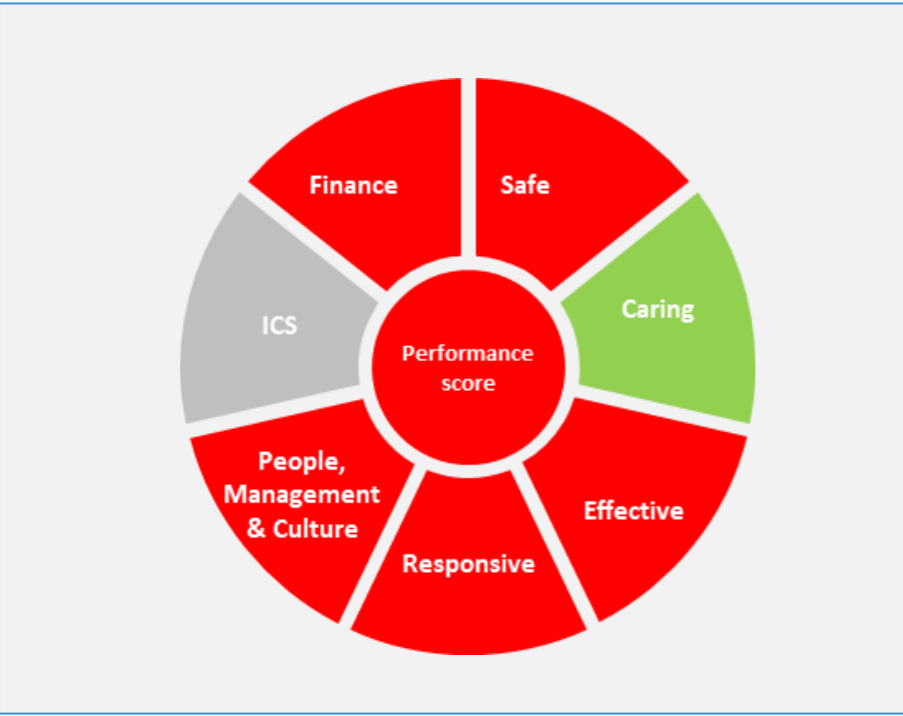 Finance
Safe
ICS
Caring
Performance
score
People,
Management
& Culture
Effective
Responsive